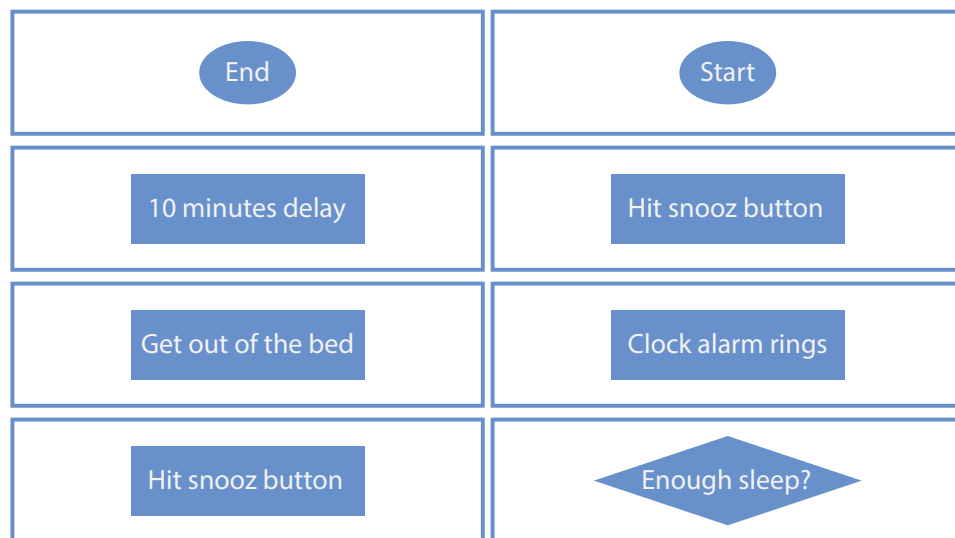 End
Start
10 minutes delay
Hit snooz button
Get out of the bed
Clock alarm rings
Hit snooz button
Enough sleep?